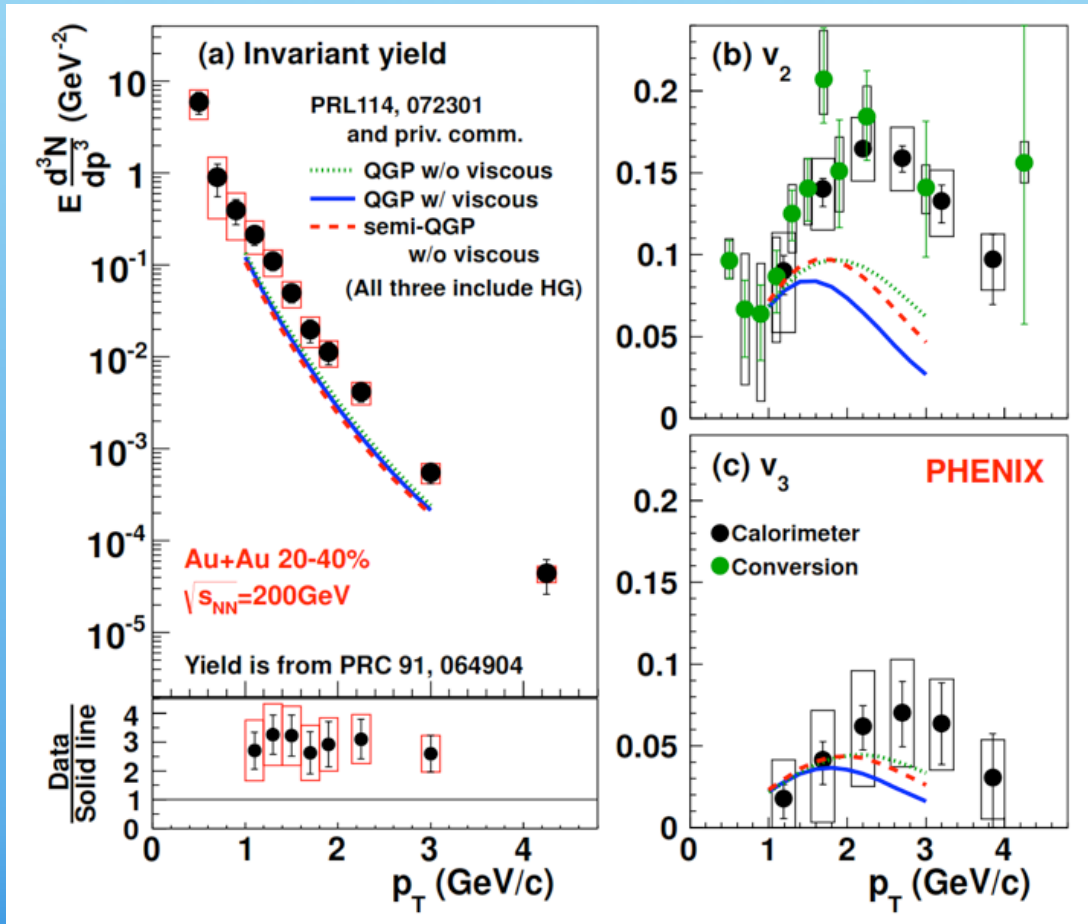 (a) Invariant yield
E d³N/dp³ (GeV⁻²)
PRL114, 072301
and priv. comm.
QGP w/o viscous
QGP w/ viscous
semi-QGP
w/o viscous
(All three include HG)
10
1
10⁻¹
10⁻²
10⁻³
10⁻⁴
10⁻⁵
Au+Au 20-40%
√sNN=200GeV
Yield is from PRC 91, 064904
Data
Solid line
4
3
2
1
0
0 1 2 3 4
pT (GeV/c)
(b) v₂
0.2
0.15
0.1
0.05
0
(c) v₃
PHENIX
Calorimeter
Conversion
0.2
0.15
0.1
0.05
0
0 1 2 3 4
pT (GeV/c)